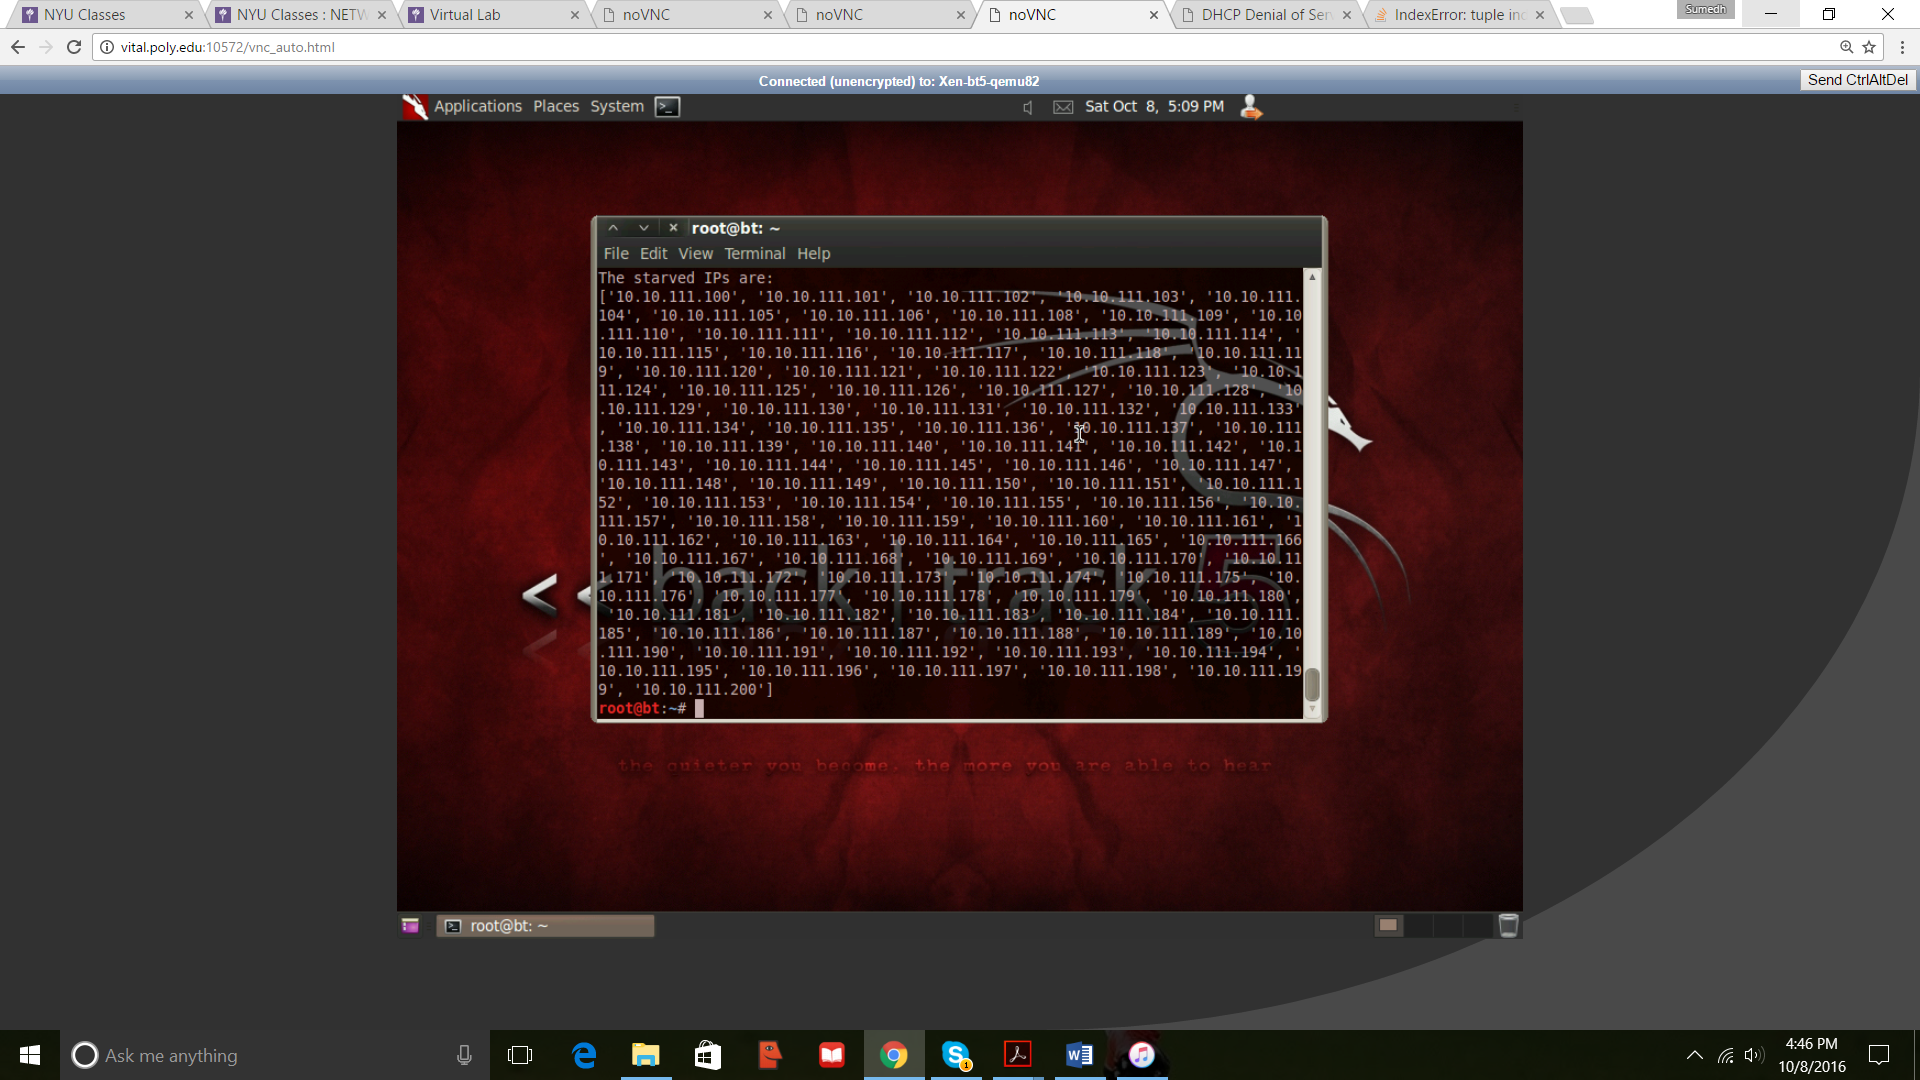 NYU Classes
NYU Classes : NETW
Virtual Lab
noVNC
noVNC
noVNC
DHCP Denial of Serv
IndexError: tuple ind
Sumedh
vital.poly.edu:10572/vnc_auto.html
Connected (unencrypted) to: Xen-bt5-qemu82
Send CtrlAltDel
Applications Places System
Sat Oct 8, 5:09 PM
root@bt: ~
File Edit View Terminal Help
The starved IPs are:
['10.10.111.100', '10.10.111.101', '10.10.111.102', '10.10.111.103', '10.10.111.
104', '10.10.111.105', '10.10.111.106', '10.10.111.108', '10.10.111.109', '10.10
.111.110', '10.10.111.111', '10.10.111.112', '10.10.111.113', '10.10.111.114', '
10.10.111.115', '10.10.111.116', '10.10.111.117', '10.10.111.118', '10.10.111.11
9', '10.10.111.120', '10.10.111.121', '10.10.111.122', '10.10.111.123', '10.10.1
11.124', '10.10.111.125', '10.10.111.126', '10.10.111.127', '10.10.111.128', '10
.10.111.129', '10.10.111.130', '10.10.111.131', '10.10.111.132', '10.10.111.133'
, '10.10.111.134', '10.10.111.135', '10.10.111.136', '10.10.111.137', '10.10.111
.138', '10.10.111.139', '10.10.111.140', '10.10.111.141', '10.10.111.142', '10.1
0.111.143', '10.10.111.144', '10.10.111.145', '10.10.111.146', '10.10.111.147',
'10.10.111.148', '10.10.111.149', '10.10.111.150', '10.10.111.151', '10.10.111.1
52', '10.10.111.153', '10.10.111.154', '10.10.111.155', '10.10.111.156', '10.10.
111.157', '10.10.111.158', '10.10.111.159', '10.10.111.160', '10.10.111.161', '1
0.10.111.162', '10.10.111.163', '10.10.111.164', '10.10.111.165', '10.10.111.166
', '10.10.111.167', '10.10.111.168', '10.10.111.169', '10.10.111.170', '10.10.11
1.171', '10.10.111.172', '10.10.111.173', '10.10.111.174', '10.10.111.175', '10.
10.111.176', '10.10.111.177', '10.10.111.178', '10.10.111.179', '10.10.111.180',
'10.10.111.181', '10.10.111.182', '10.10.111.183', '10.10.111.184', '10.10.111.
185', '10.10.111.186', '10.10.111.187', '10.10.111.188', '10.10.111.189', '10.10
.111.190', '10.10.111.191', '10.10.111.192', '10.10.111.193', '10.10.111.194', '
10.10.111.195', '10.10.111.196', '10.10.111.197', '10.10.111.198', '10.10.111.19
9', '10.10.111.200']
root@bt:~#
<< back | track 5
the quieter you become, the more you are able to hear
root@bt: ~
Ask me anything
4:46 PM
10/8/2016